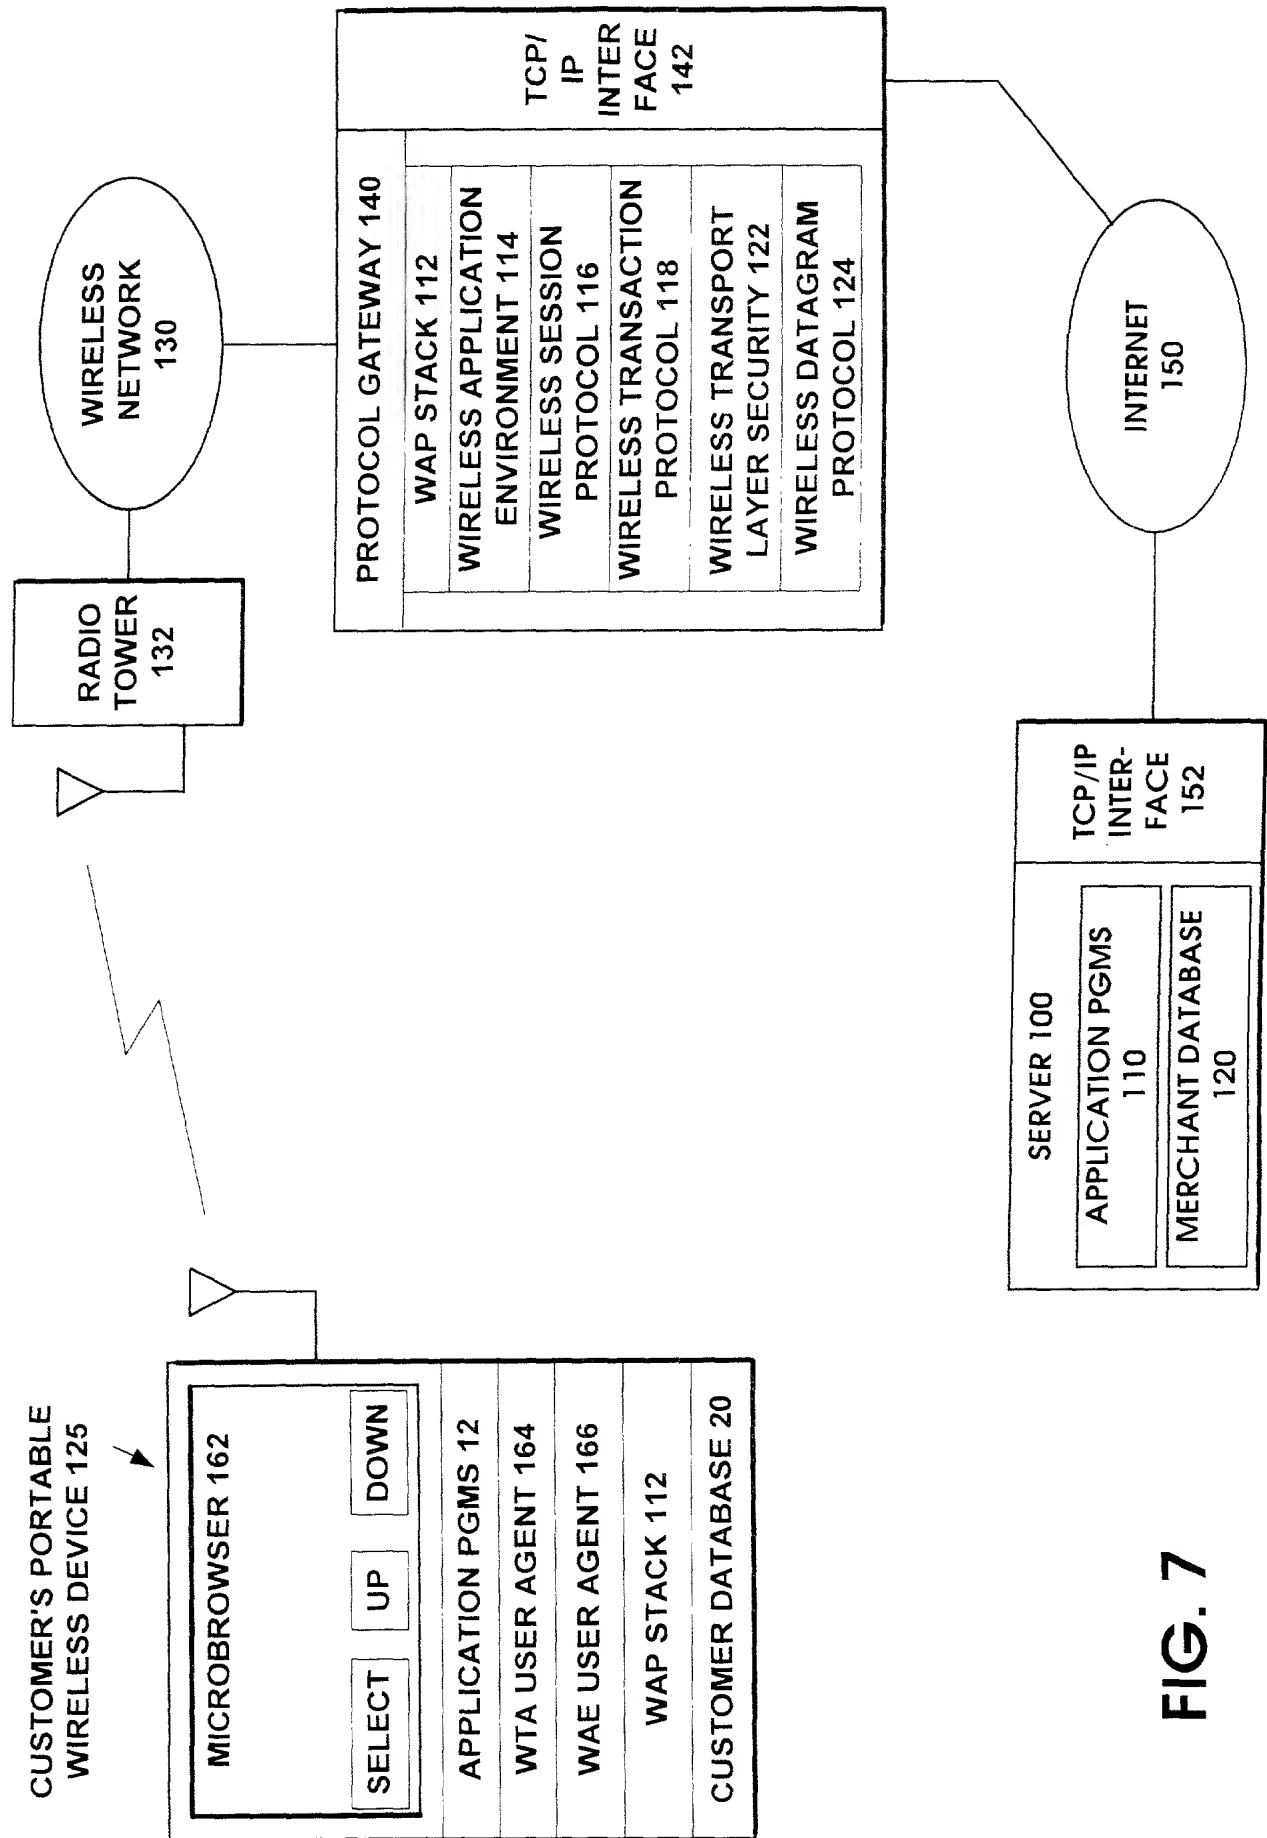 CUSTOMER'S PORTABLE
WIRELESS DEVICE 125
MICROBROWSER 162
SELECT
UP
DOWN
APPLICATION PGMS 12
WTA USER AGENT 164
WAE USER AGENT 166
WAP STACK 112
CUSTOMER DATABASE 20
RADIO
TOWER
132
WIRELESS
NETWORK
130
PROTOCOL GATEWAY 140
WAP STACK 112
WIRELESS APPLICATION
ENVIRONMENT 114
WIRELESS SESSION
PROTOCOL 116
WIRELESS TRANSACTION
PROTOCOL 118
WIRELESS TRANSPORT
LAYER SECURITY 122
WIRELESS DATAGRAM
PROTOCOL 124
TCP/
IP
INTER
FACE
142
SERVER 100
APPLICATION PGMS
110
MERCHANT DATABASE
120
TCP/IP
INTER-
FACE
152
INTERNET
150
FIG. 7